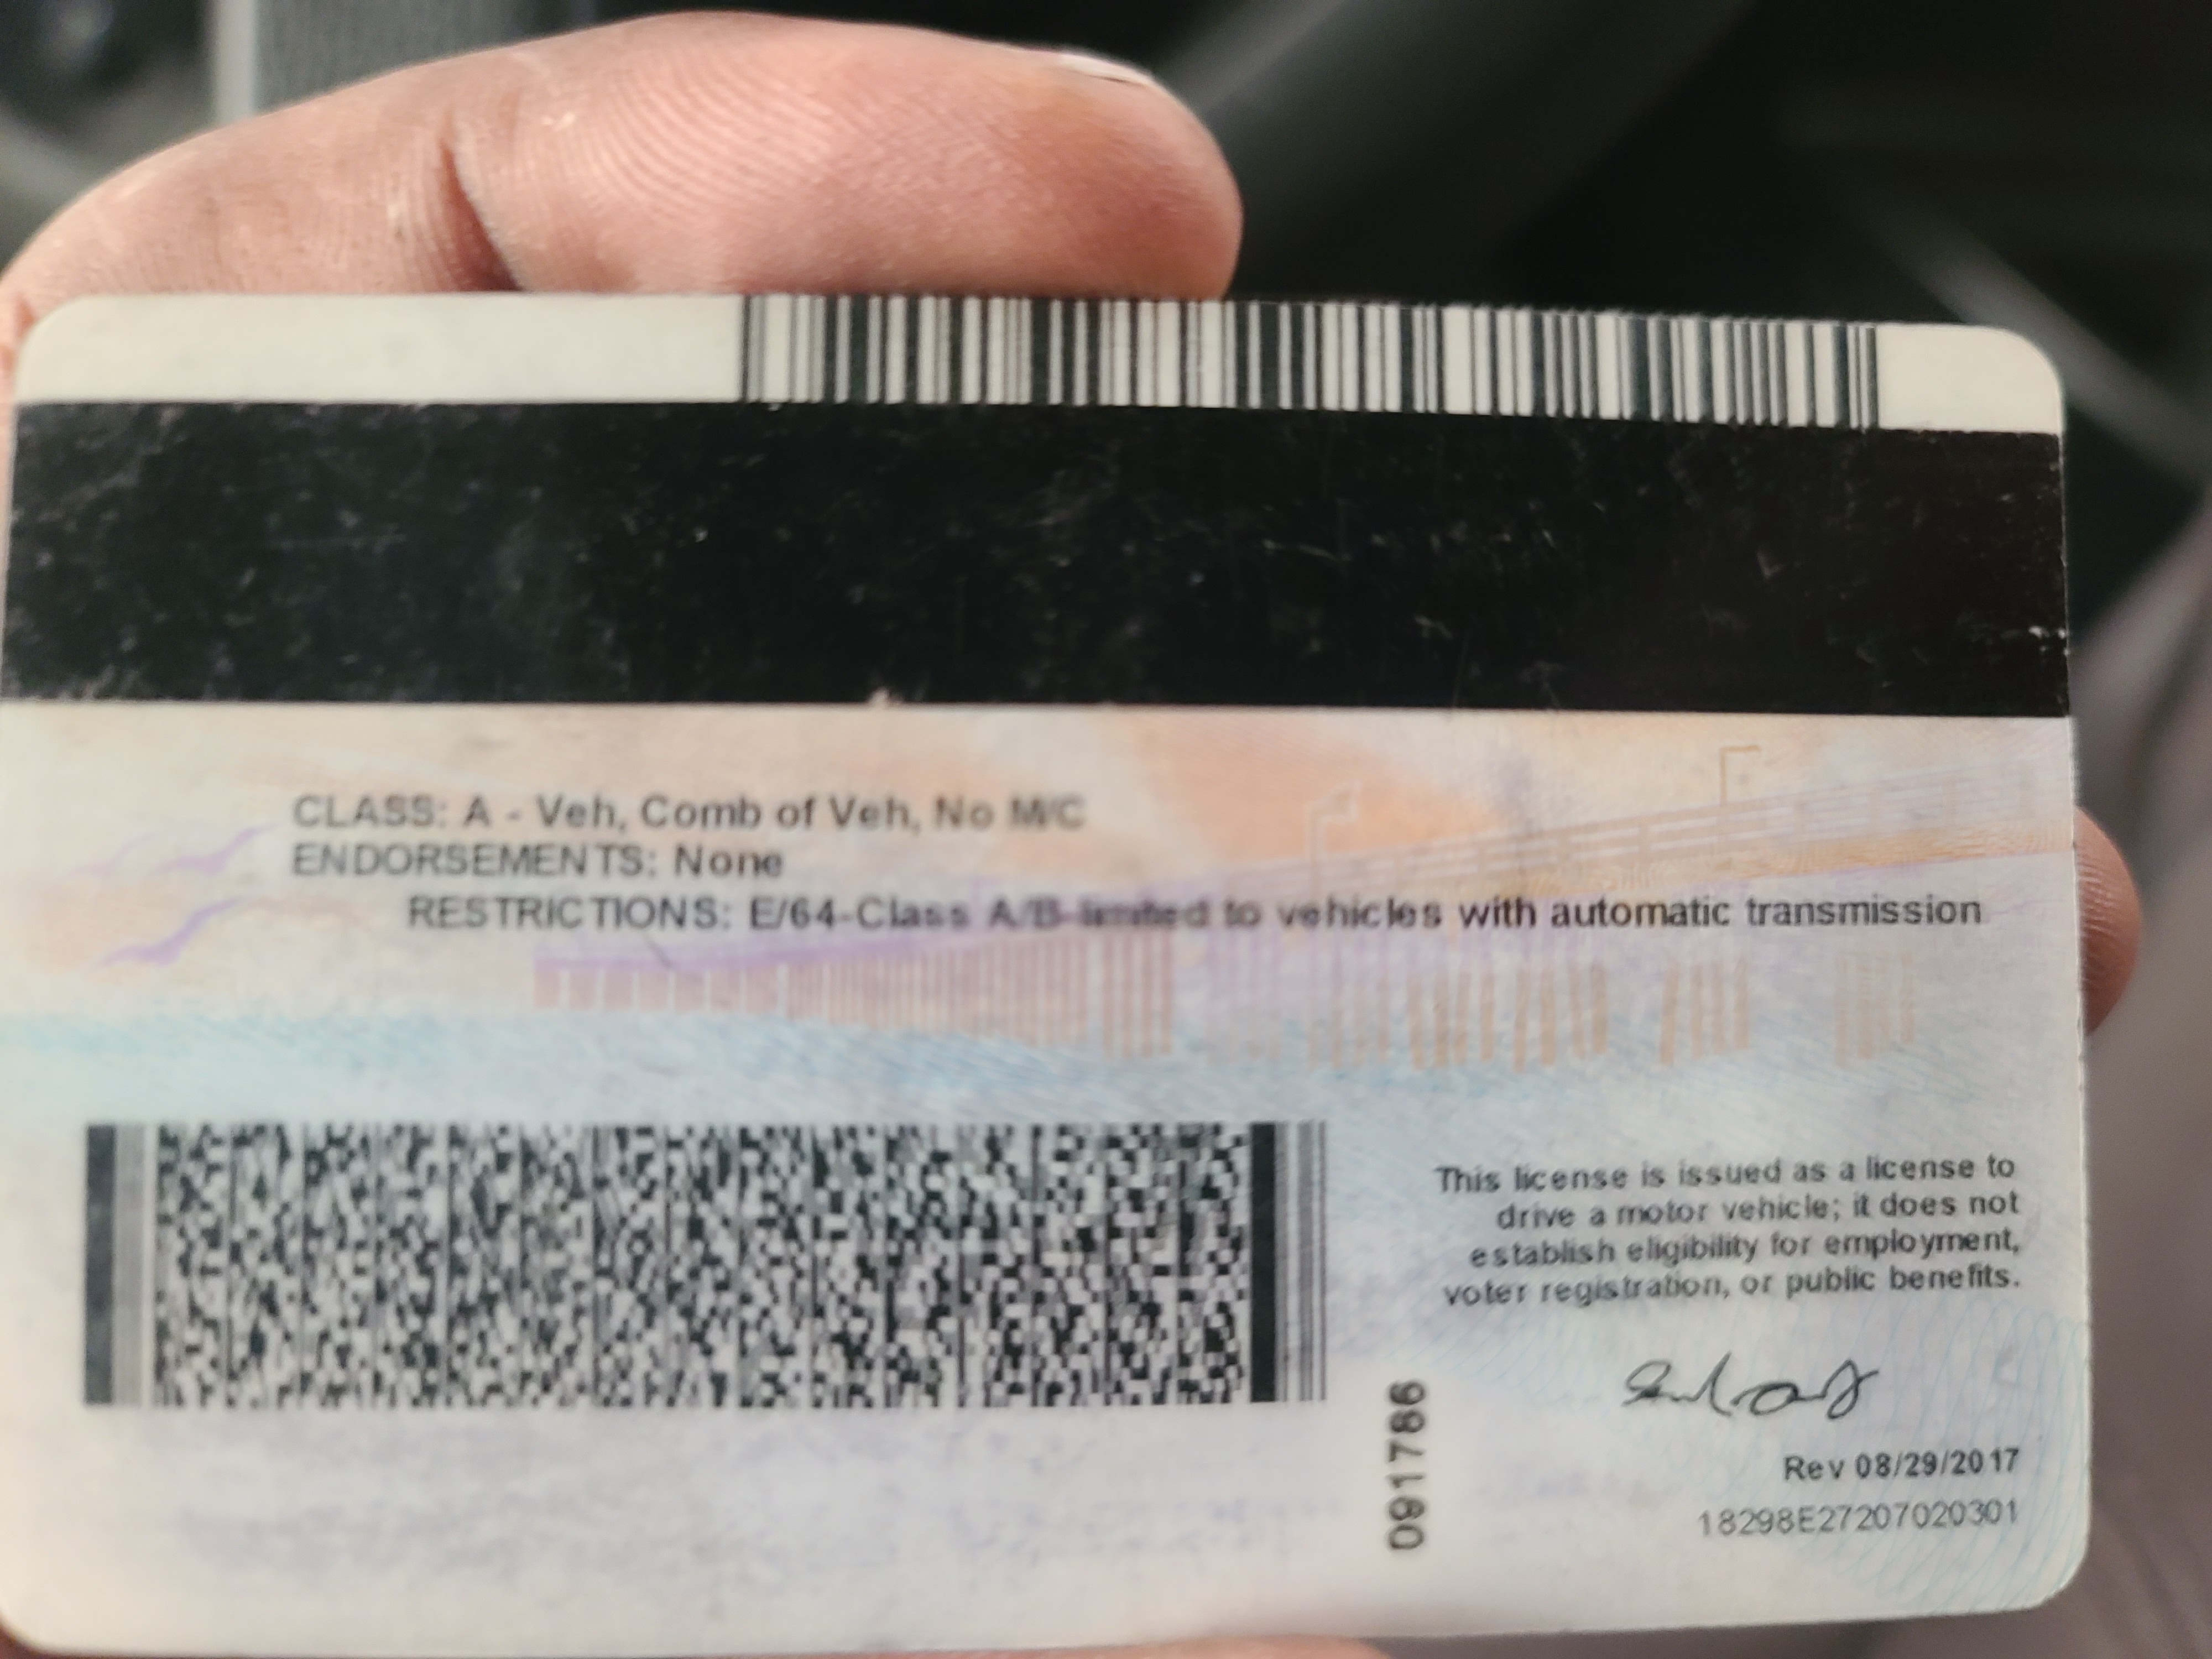 CLASS: A - Veh, Comb of Veh, No M/C
ENDORSEMENTS: None
RESTRICTIONS: E/64-Class A/B-limited to vehicles with automatic transmission
This license is issued as a license to
drive a motor vehicle; it does not
establish eligibility for employment,
voter registration, or public benefits.
091786
Rev 08/29/2017
18298E27207020301